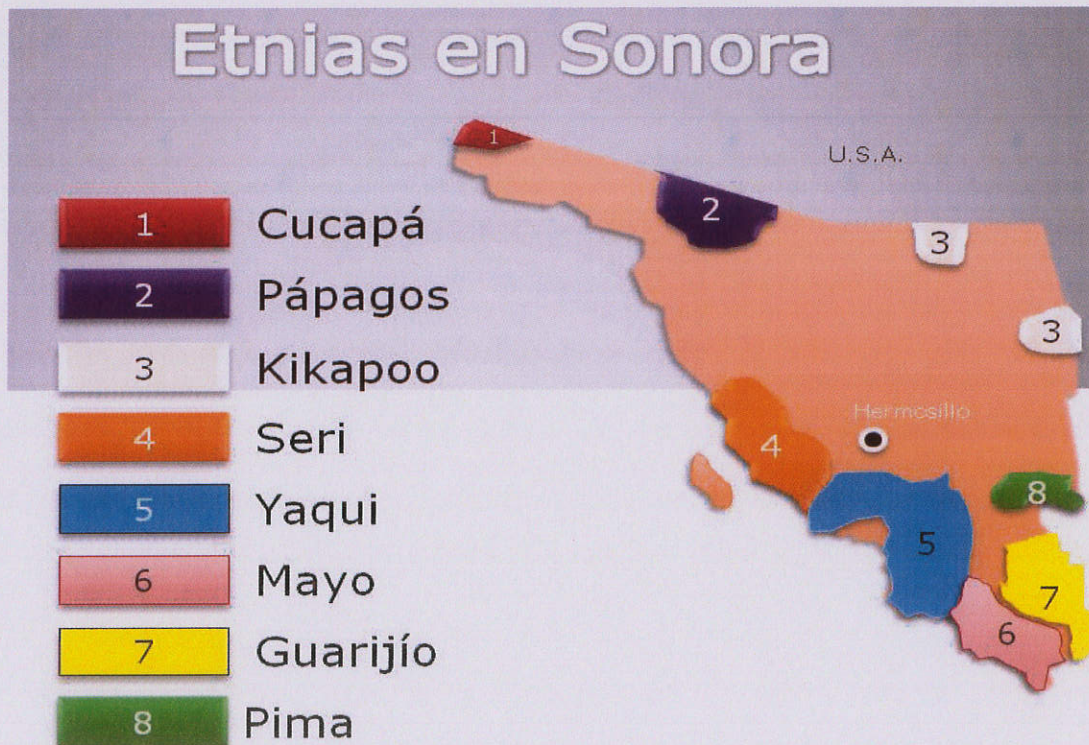 Etnias en Sonora
U.S.A.
1 Cucapá
2 Pápagos
3 Kikapoo
4 Seri
5 Yaqui
6 Mayo
7 Guarijío
8 Pima
1
2
3
3
Hermosillo
4
8
5
7
6